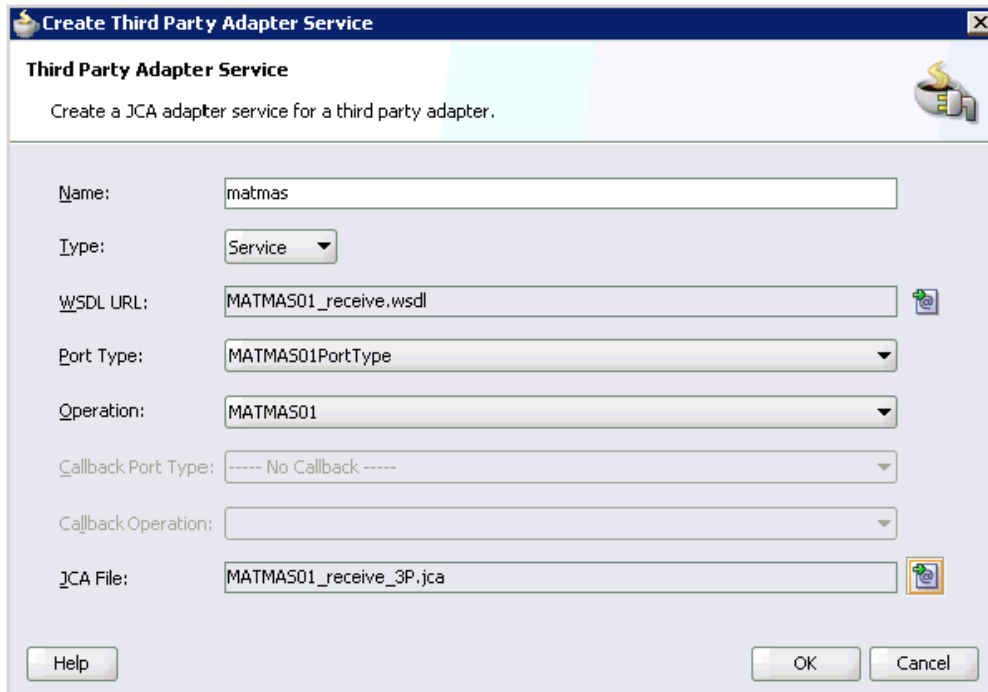 Create Third Party Adapter Service
Third Party Adapter Service
Create a JCA adapter service for a third party adapter.
Name: matmas
Type: Service
WSDL URL: MATMAS01_receive.wsdl
Port Type: MATMAS01PortType
Operation: MATMAS01
Callback Port Type: ----- No Callback -----
Callback Operation:
JCA File: MATMAS01_receive_3P.jca
Help OK Cancel